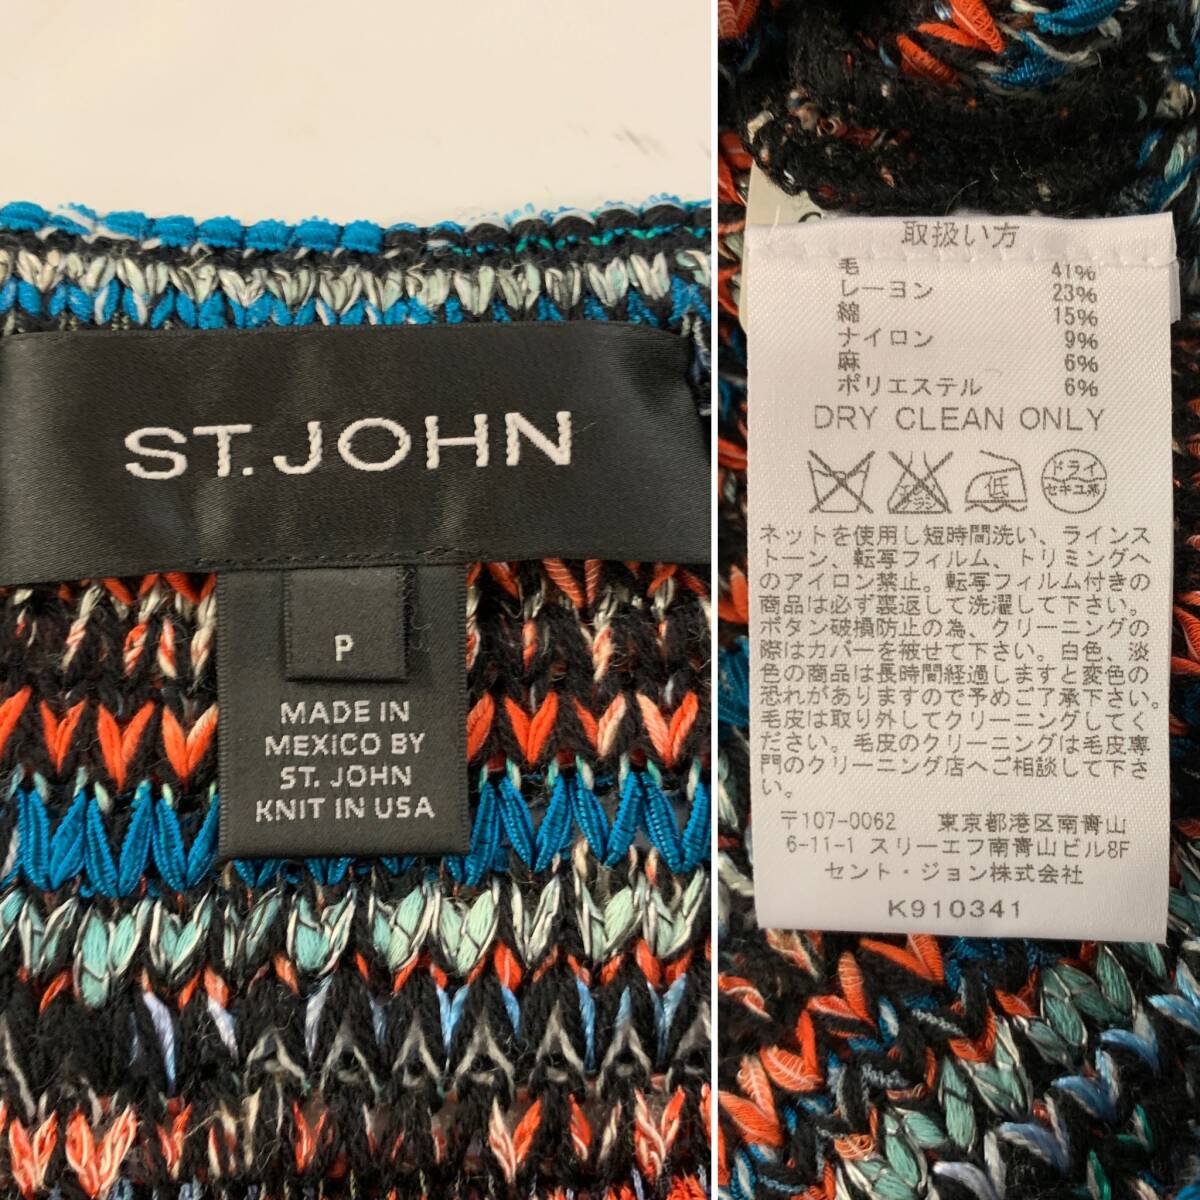 ST. JOHN
P
MADE IN
MEXICO BY
ST. JOHN
KNIT IN USA
取扱い方
毛 41%
レーヨン 23%
綿 15%
ナイロン 9%
麻 6%
ポリエステル 6%
DRY CLEAN ONLY
低
ドライ
セキユ系
ネットを使用し短時間洗い、ラインス
トーン、転写フィルム、トリミングへ
のアイロン禁止。転写フィルム付きの
商品は必ず裏返して洗濯して下さい。
ボタン破損防止の為、クリーニングの
際はカバーを被せて下さい。白色、淡
色の商品は長時間経過しますと変色の
恐れがありますので予めご了承下さい。
毛皮は取り外してクリーニングしてく
ださい。毛皮のクリーニングは毛皮専
門のクリーニング店へご相談して下さ
い。
〒107-0062 東京都港区南青山
6-11-1 スリーエフ南青山ビル8F
セント・ジョン株式会社
K910341